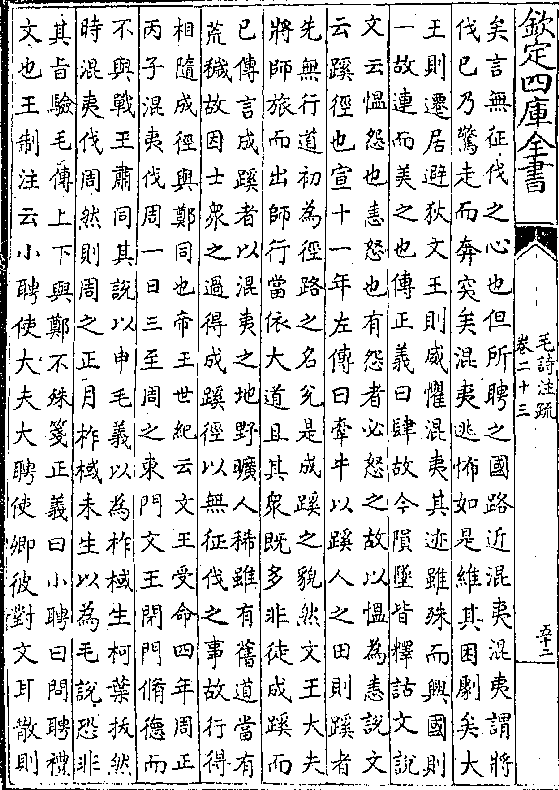 欽定四庫全書
毛詩注疏
卷二十三
五十二
矣言無征伐之心也但所聘之國路近混夷混夷謂將
伐已乃驚走而奔突矣混夷逃怖如是維其困劇矣大
王則遷居避狄文王則威懼混夷其迹雖殊而興國則
一故連而美之也傳正義曰肆故今隕墜皆釋詁文說
文云慍怨也恚怒也有怨者必怒之故以慍為恚說文
云蹊徑也宣十一年左傳曰牽牛以蹊人之田則蹊者
先無行道初為徑路之名兊是成蹊之貌然文王大夫
將師旅而出師行當依大道且其衆既多非徒成蹊而
已傳言成蹊者以混夷之地野曠人稀雖有舊道當有
荒穢故因士衆之過得成蹊徑以無征伐之事故行得
相隨成徑與鄭同也帝王世紀云文王受命四年周正
丙子混夷伐周一日三至周之東門文王閉門脩德而
不與戰王肅同其說以申毛義以為柞棫生柯葉拔然
時混夷伐周然則周之正月柞棫未生以為毛說恐非
其旨驗毛傳上下與鄭不殊箋正義曰小聘曰問聘禮
文也王制注云小聘使大夫大聘使卿彼對文耳散則